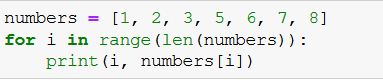 numbers = [1, 2, 3, 5, 6, 7, 8]
for i in range(len(numbers)):
    print(i, numbers[i])